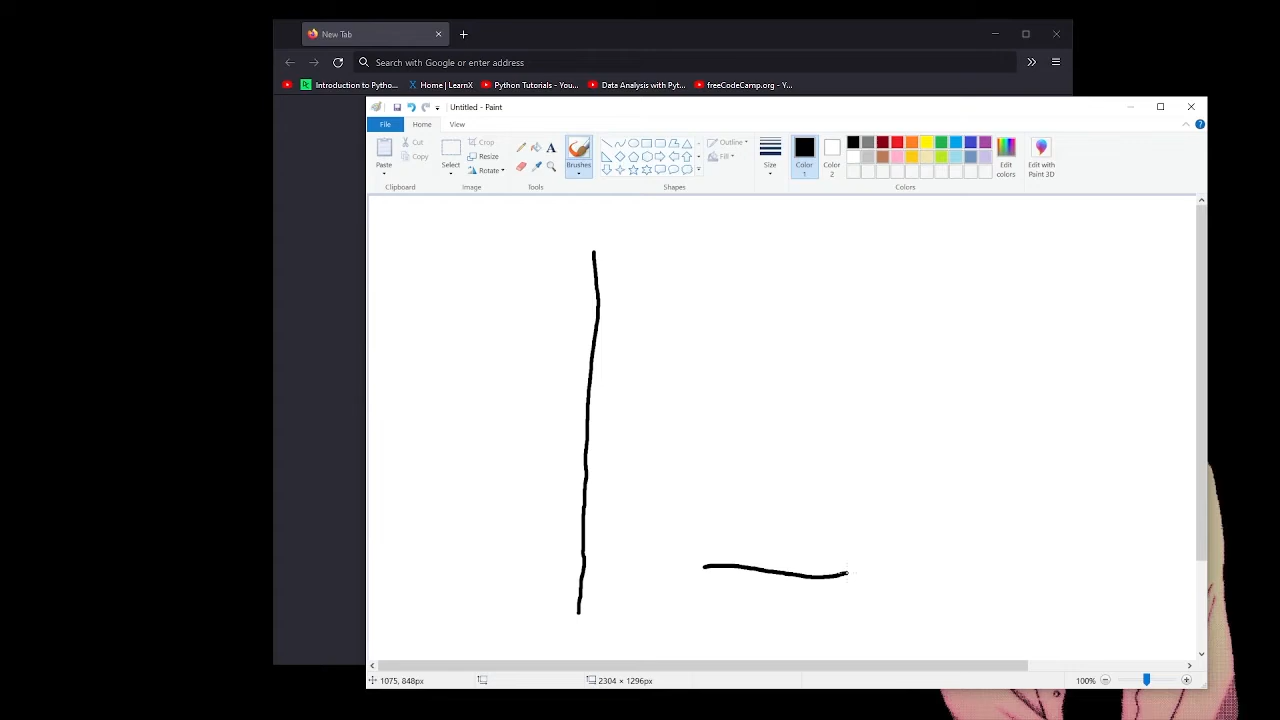 New Tab
Search with Google or enter address
Introduction to Pytho...
Home | LearnX
Python Tutorials - You...
Data Analysis with Pyt...
freeCodeCamp.org - Y...
Untitled - Paint
File Home View
Paste
Cut
Copy
Clipboard
Select
Crop
Resize
Rotate
Image
A
Tools
Brushes
Shapes
Outline
Fill
Size
Color 1
Color 2
Edit colors
Colors
Edit with Paint 3D
1075, 848px
2304 × 1296px
100%